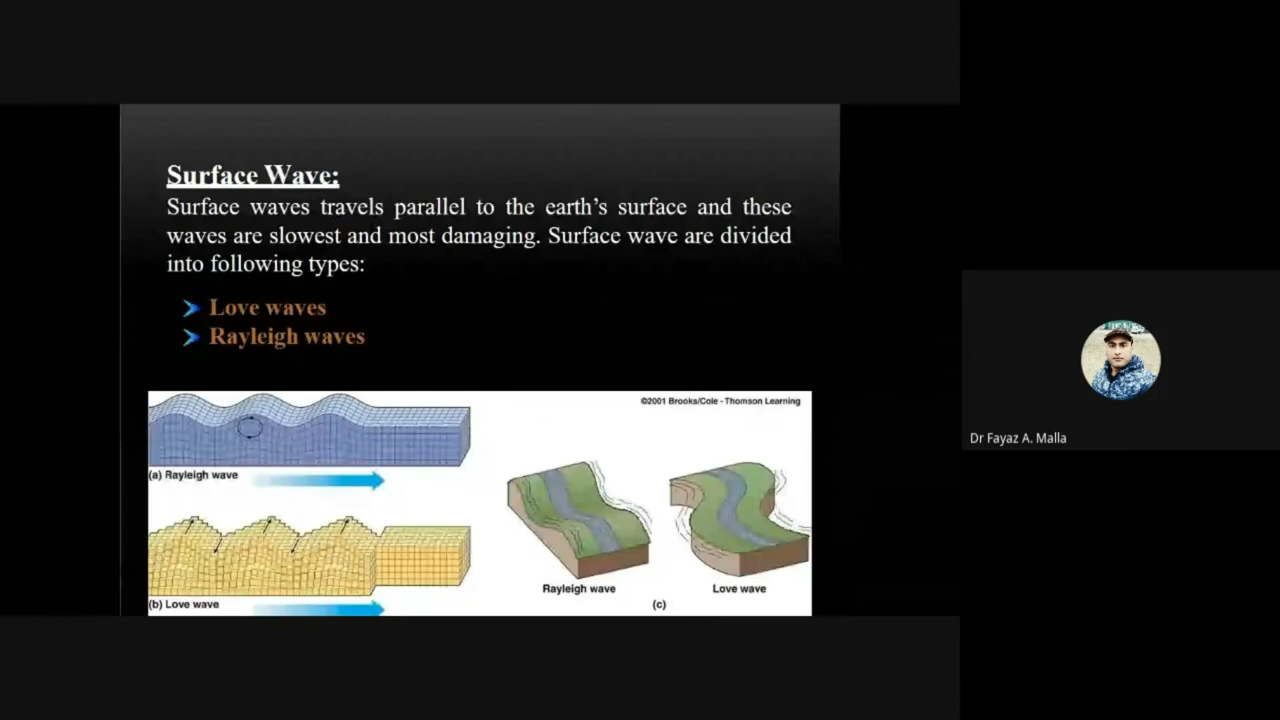 Surface Wave:
Surface waves travels parallel to the earth's surface and these
waves are slowest and most damaging. Surface wave are divided
into following types:
Love waves
Rayleigh waves
©2001 Brooks/Cole - Thomson Learning
(a) Rayleigh wave
(b) Love wave
Rayleigh wave
Love wave
(c)
Dr Fayaz A. Malla